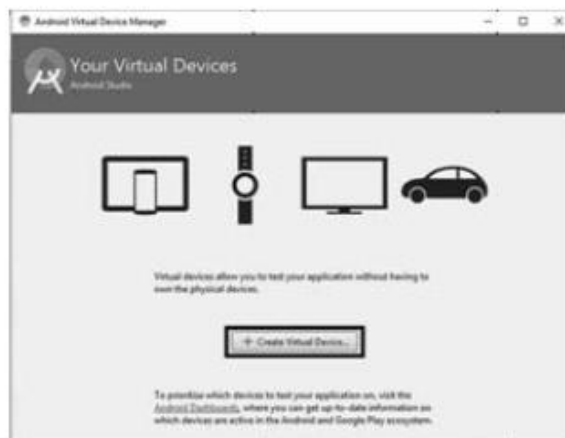 Android Virtual Device Manager
Your Virtual Devices
Android Studio
Virtual devices allow you to test your application without having to
own the physical devices.
+ Create Virtual Device...
To prioritize which devices to test your application on, visit the
Android Dashboards, where you can get up-to-date information on
which devices are active in the Android and Google Play ecosystem.